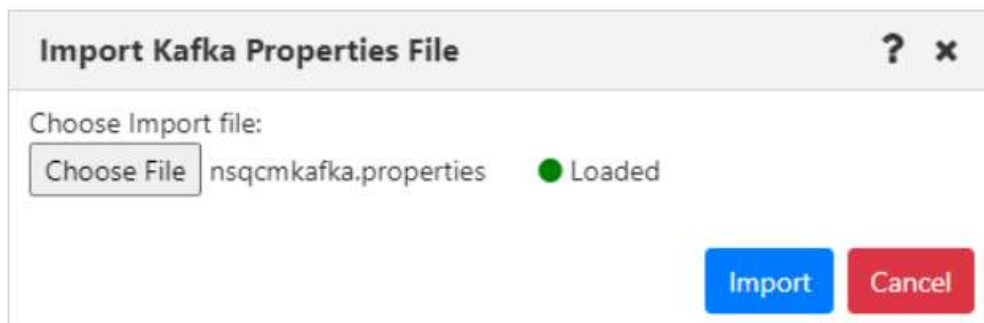 Import Kafka Properties File ? ×
Choose Import file:
Choose File nsqcmkafka.properties Loaded
Import Cancel